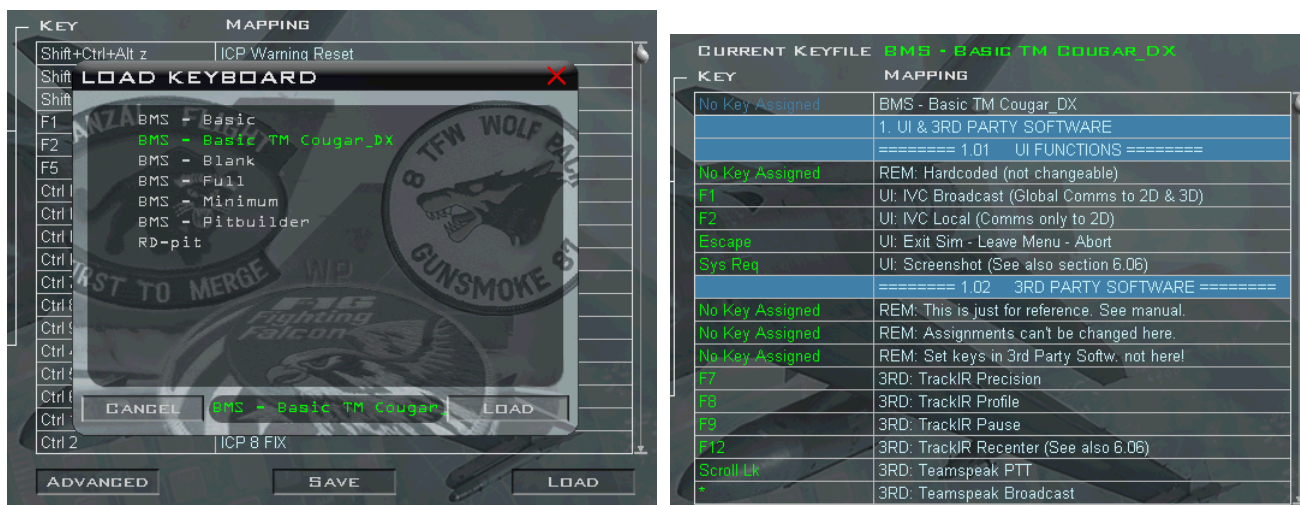 KEY MAPPING
Shift+Ctrl+Alt z ICP Warning Reset
Shift
Shift
F1
F2
F5
Ctrl
Ctrl
Ctrl
Ctrl
Ctrl
Ctrl 8
Ctrl 9
Ctrl
Ctrl
Ctrl
Ctrl
Ctrl 2 ICP 8 FIX
LOAD KEYBOARD
BMS - Basic
BMS - Basic TM Cougar_DX
BMS - Blank
BMS - Full
BMS - Minimum
BMS - Pitbuilder
RD-pit
8 TFW WOLF PACK
GUNSMOKE 87
FIRST TO MERGE
WP
F-16
Fighting
Falcon
CANCEL BMS - Basic TM Cougar LOAD
ADVANCED SAVE LOAD
CURRENT KEYFILE BMS - BASIC TM COUGAR_DX
KEY MAPPING
No Key Assigned BMS - Basic TM Cougar_DX
1. UI & 3RD PARTY SOFTWARE
======== 1.01 UI FUNCTIONS ========
No Key Assigned REM: Hardcoded (not changeable)
F1 UI: IVC Broadcast (Global Comms to 2D & 3D)
F2 UI: IVC Local (Comms only to 2D)
Escape UI: Exit Sim - Leave Menu - Abort
Sys Req UI: Screenshot (See also section 6.06)
======== 1.02 3RD PARTY SOFTWARE ========
No Key Assigned REM: This is just for reference. See manual.
No Key Assigned REM: Assignments can't be changed here.
No Key Assigned REM: Set keys in 3rd Party Softw. not here!
F7 3RD: TrackIR Precision
F8 3RD: TrackIR Profile
F9 3RD: TrackIR Pause
F12 3RD: TrackIR Recenter (See also 6.06)
Scroll Lk 3RD: Teamspeak PTT
* 3RD: Teamspeak Broadcast